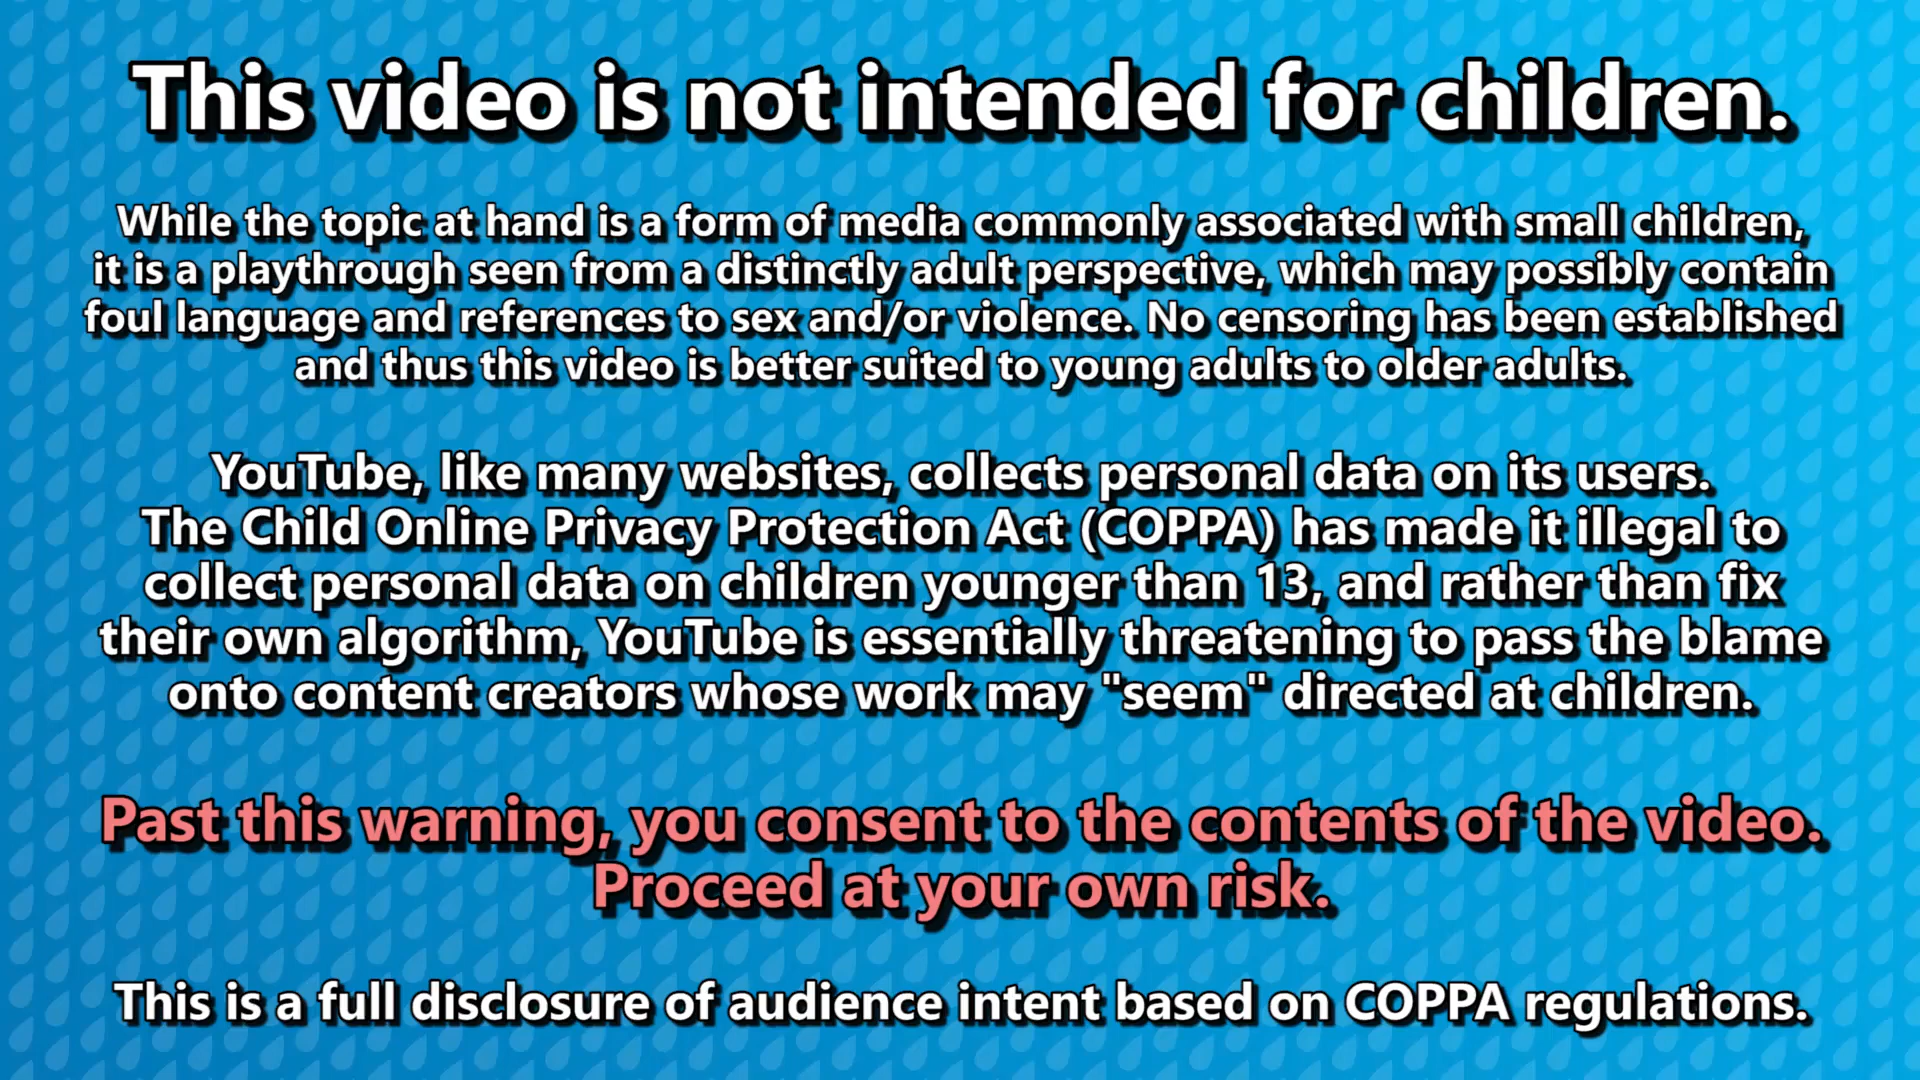 This video is not intended for children.
While the topic at hand is a form of media commonly associated with small children,
it is a playthrough seen from a distinctly adult perspective, which may possibly contain
foul language and references to sex and/or violence. No censoring has been established
and thus this video is better suited to young adults to older adults.
YouTube, like many websites, collects personal data on its users.
The Child Online Privacy Protection Act (COPPA) has made it illegal to
collect personal data on children younger than 13, and rather than fix
their own algorithm, YouTube is essentially threatening to pass the blame
onto content creators whose work may "seem" directed at children.
Past this warning, you consent to the contents of the video.
Proceed at your own risk.
This is a full disclosure of audience intent based on COPPA regulations.